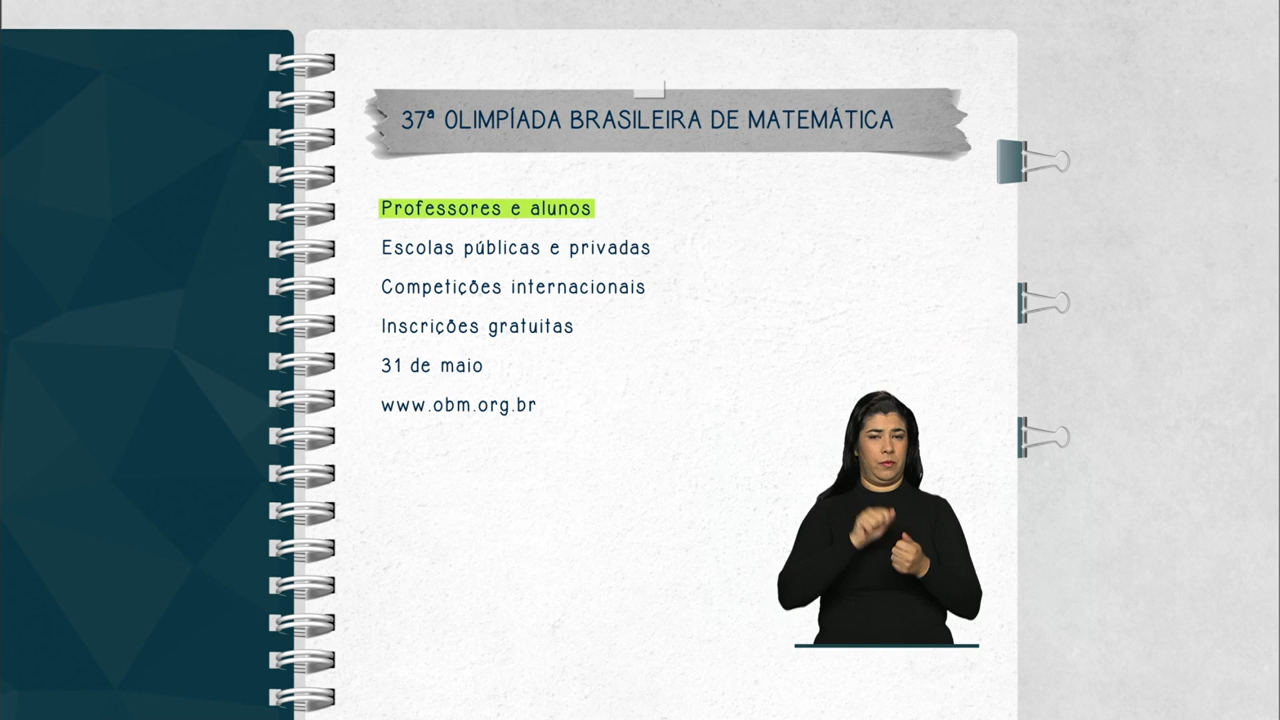 37ª OLIMPÍADA BRASILEIRA DE MATEMÁTICA
Professores e alunos
Escolas públicas e privadas
Competições internacionais
Inscrições gratuitas
31 de maio
www.obm.org.br